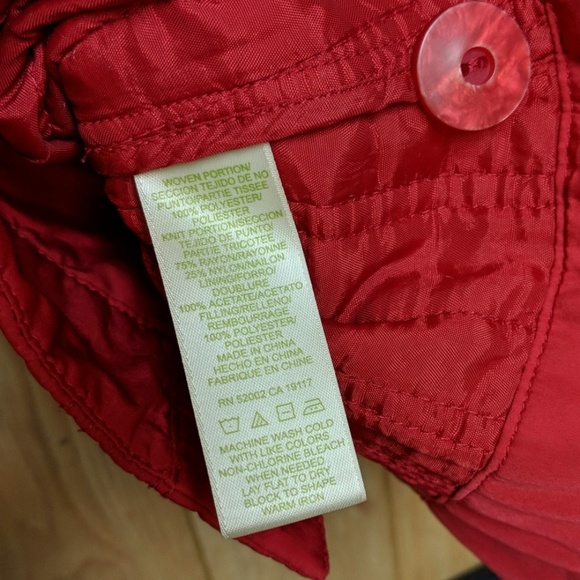 WOVEN PORTION/
SECCION TEJIDO DE NO
PUNTO/PARTIE TISSEE
100% POLYESTER/
POLIESTER
KNIT PORTION/SECCION
TEJIDO DE PUNTO/
PARTIE TRICOTEE
75% RAYON/RAYONNE
25% NYLON/NAILON
LINING/FORRO/
DOUBLURE
100% ACETATE/ACETATO
FILLING/RELLENO/
REMBOURRAGE
100% POLYESTER/
POLIESTER
MADE IN CHINA
HECHO EN CHINA
FABRIQUE EN CHINE
RN 52002 CA 19117
MACHINE WASH COLD
WITH LIKE COLORS
NON-CHLORINE BLEACH
WHEN NEEDED
LAY FLAT TO DRY
BLOCK TO SHAPE
WARM IRON